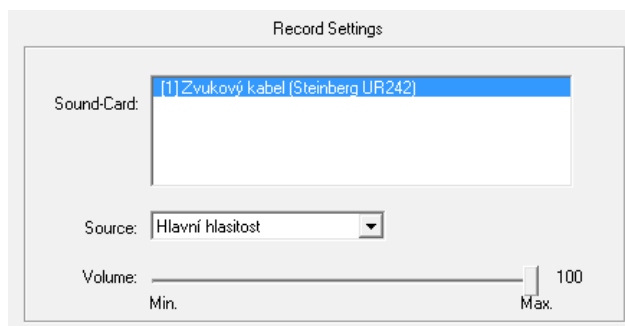 Record Settings
Sound-Card:
[1] Zvukový kabel (Steinberg UR242)
Source:
Hlavní hlasitost
Volume:
100
Min.
Max.